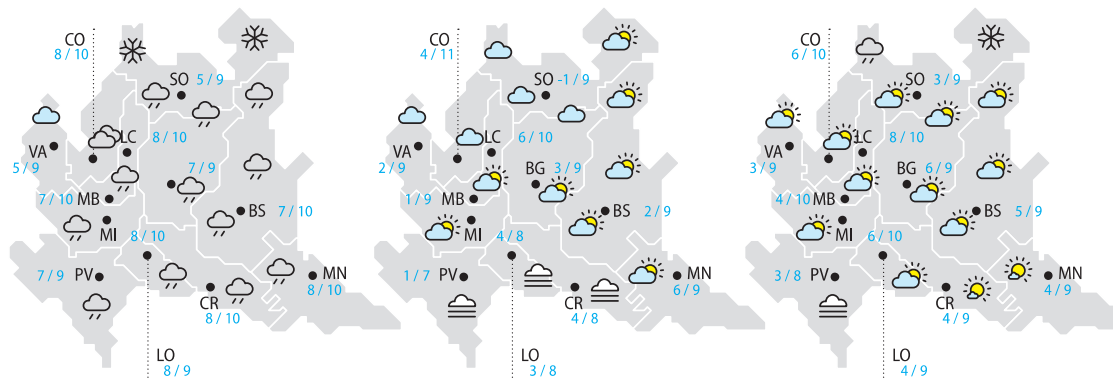 CO
8 / 10
SO 5 / 9
LC
8 / 10
VA
5 / 9
7 / 9
7 / 10 MB
BS
7 / 10
MI
8 / 10
7 / 9 PV
MN
8 / 10
CR
8 / 10
LO
8 / 9
CO
4 / 11
SO -1 / 9
LC
6 / 10
VA
2 / 9
BG 3 / 9
1 / 9 MB
BS
2 / 9
MI
4 / 8
1 / 7 PV
MN
6 / 9
CR
4 / 8
LO
3 / 8
CO
6 / 10
SO 3 / 9
LC
8 / 10
VA
3 / 9
BG 6 / 9
4 / 10 MB
BS
5 / 9
MI
6 / 10
3 / 8 PV
MN
4 / 9
CR
4 / 9
LO
4 / 9